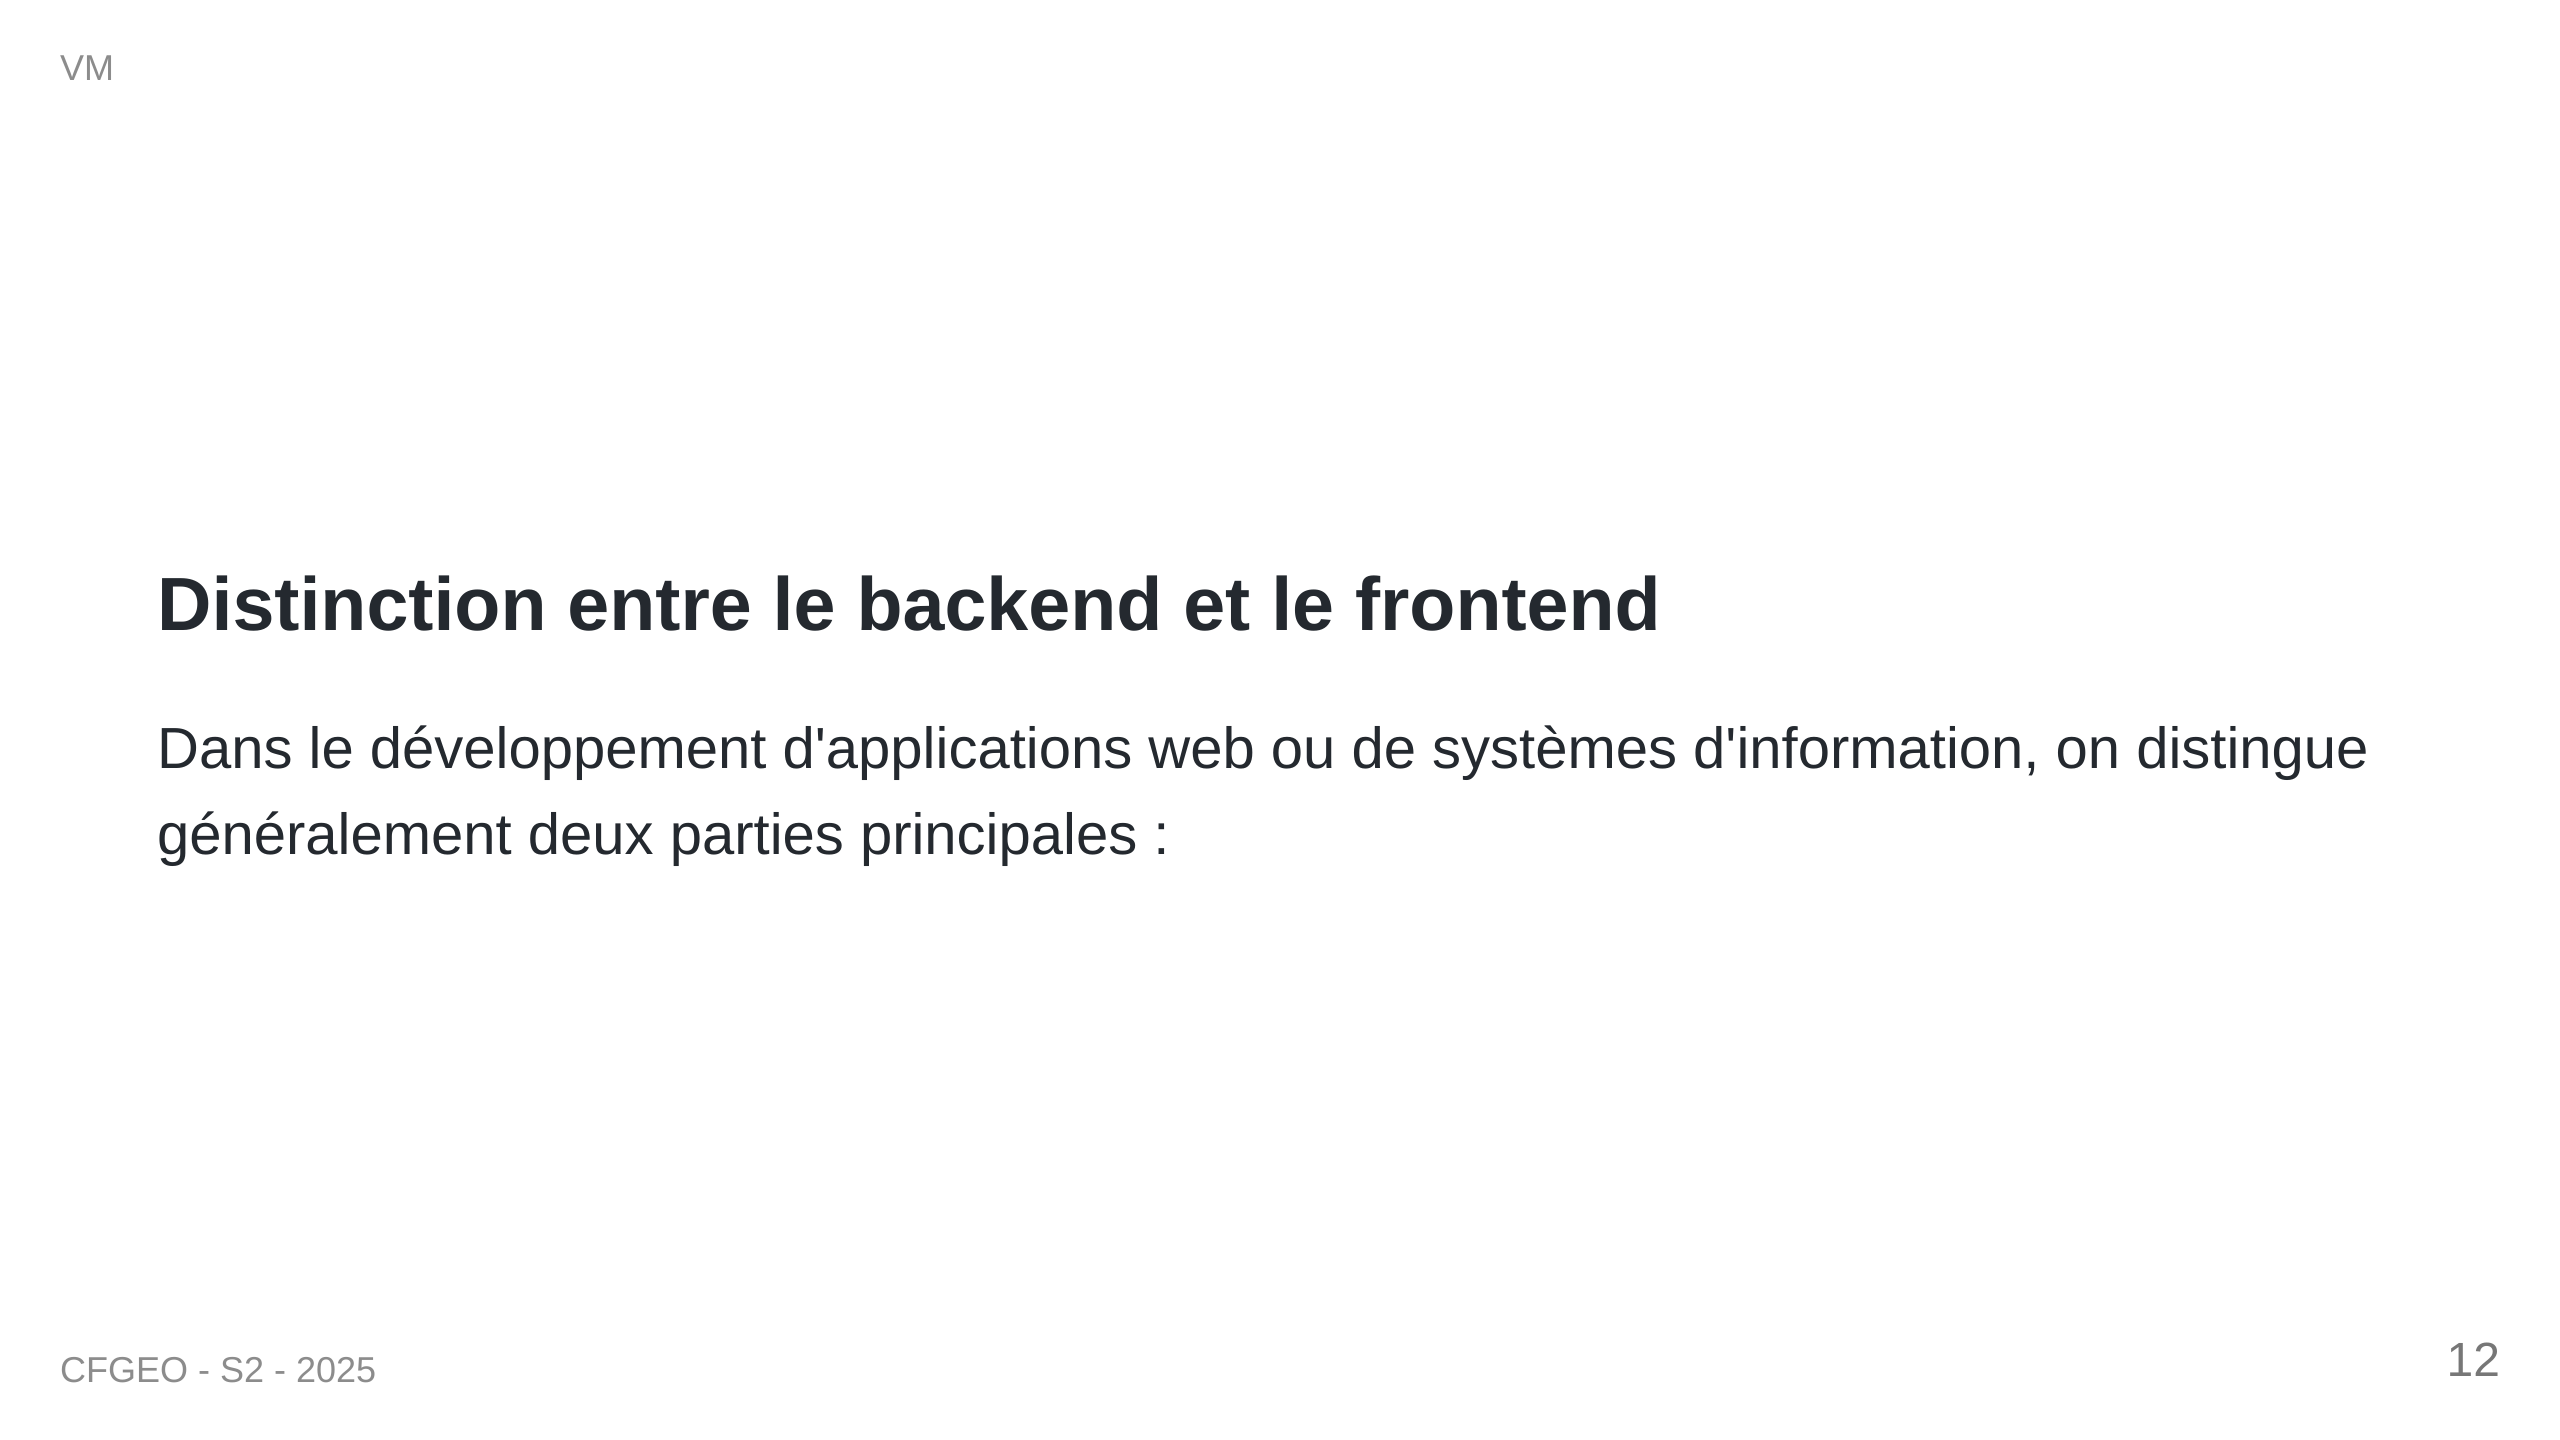 VM
Distinction entre le backend et le frontend
Dans le développement d'applications web ou de systèmes d'information, on distingue
généralement deux parties principales :
CFGEO - S2 - 2025
12